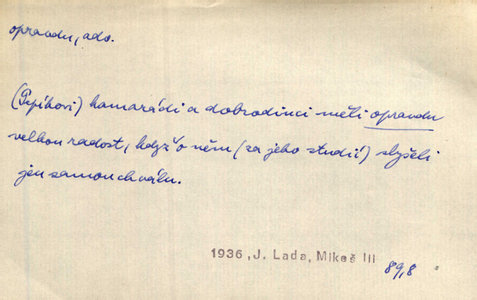 opravdu, adv.
(Pepíkovi) kamarádi a dobrodinci měli opravdu
velkou radost, když o něm (za jeho studií) slyšeli
jen samou chválu.
1936, J. Lada, Mikeš III
89,8